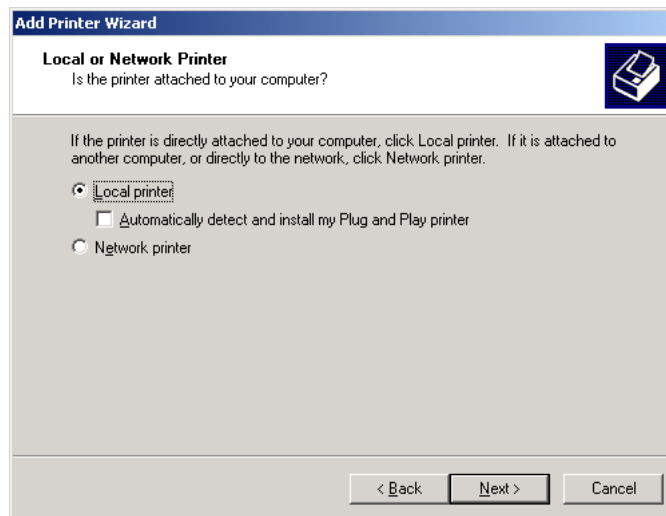 Add Printer Wizard
Local or Network Printer
Is the printer attached to your computer?
If the printer is directly attached to your computer, click Local printer. If it is attached to
another computer, or directly to the network, click Network printer.
Local printer
Automatically detect and install my Plug and Play printer
Network printer
< Back Next > Cancel